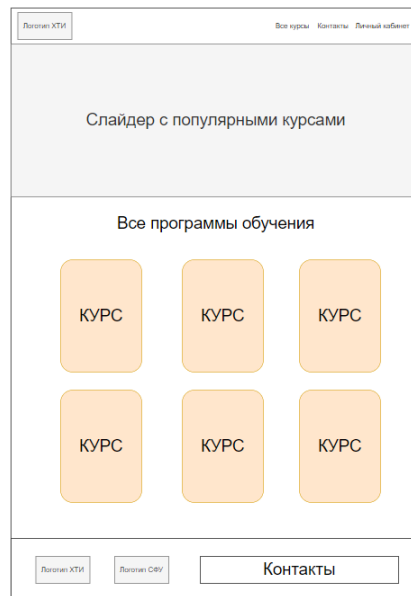 Логотип ХТИ
Все курсы Контакты Личный кабинет
Слайдер с популярными курсами
Все программы обучения
КУРС КУРС КУРС
КУРС КУРС КУРС
Логотип ХТИ Логотип СФУ Контакты